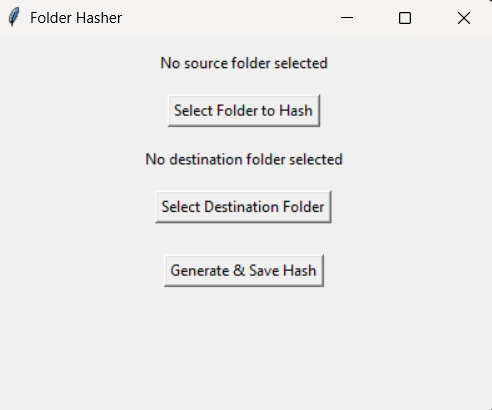 Folder Hasher
No source folder selected
Select Folder to Hash
No destination folder selected
Select Destination Folder
Generate & Save Hash